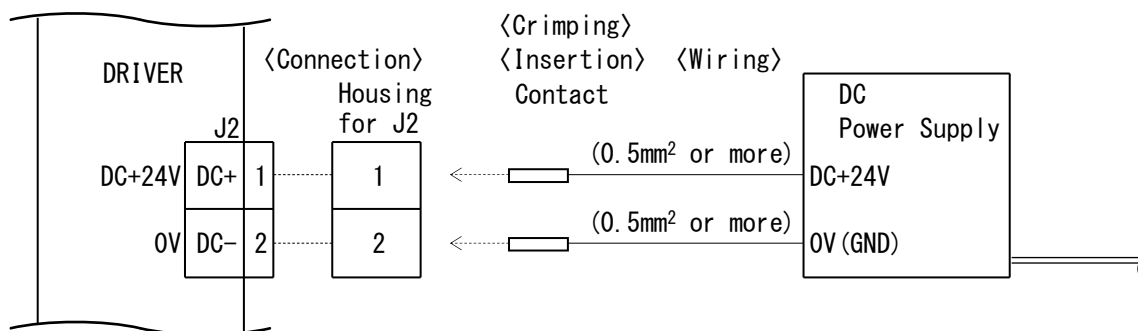 〈Crimping〉
DRIVER
〈Connection〉
〈Insertion〉
〈Wiring〉
Housing
for J2
Contact
DC
Power Supply
J2
(0.5mm² or more)
DC+24V
DC+
1
1
DC+24V
(0.5mm² or more)
0V
DC−
2
2
0V(GND)